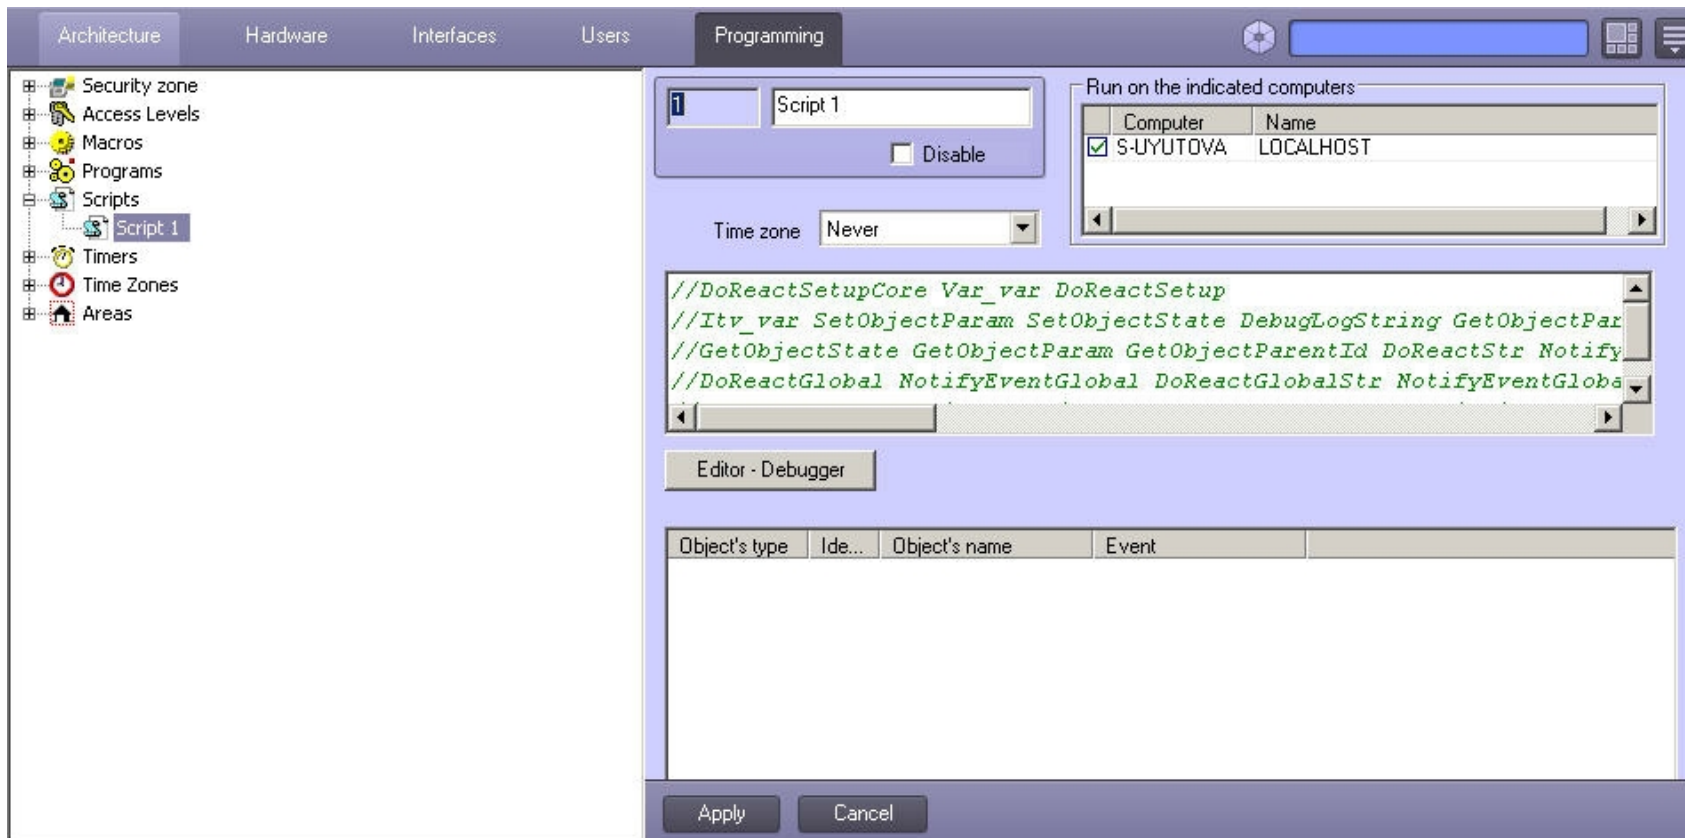 Architecture Hardware Interfaces Users Programming
Security zone
Access Levels
Macros
Programs
Scripts
Script 1
Timers
Time Zones
Areas
1 Script 1
Disable
Run on the indicated computers
Computer Name
S-UYUTOVA LOCALHOST
Time zone Never
//DoReactSetupCore Var_var DoReactSetup
//Itv_var SetObjectParam SetObjectState DebugLogString GetObjectPar
//GetObjectState GetObjectParam GetObjectParentId DoReactStr Notify
//DoReactGlobal NotifyEventGlobal DoReactGlobalStr NotifyEventGloba
Editor - Debugger
Object's type Ide... Object's name Event
Apply Cancel